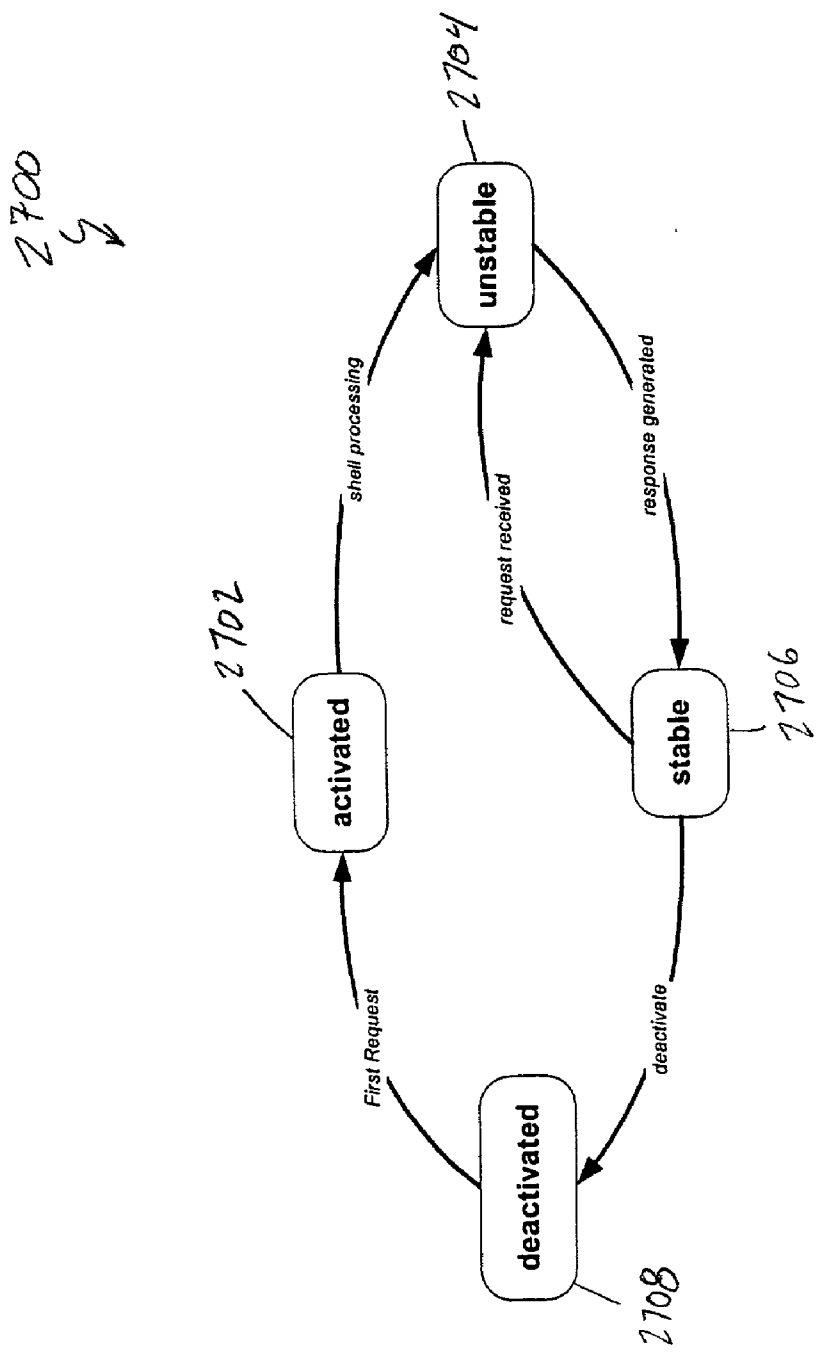 2700
2702
activated
First Request
shell processing
2704
unstable
request received
response generated
deactivated
2708
deactivate
stable
2706